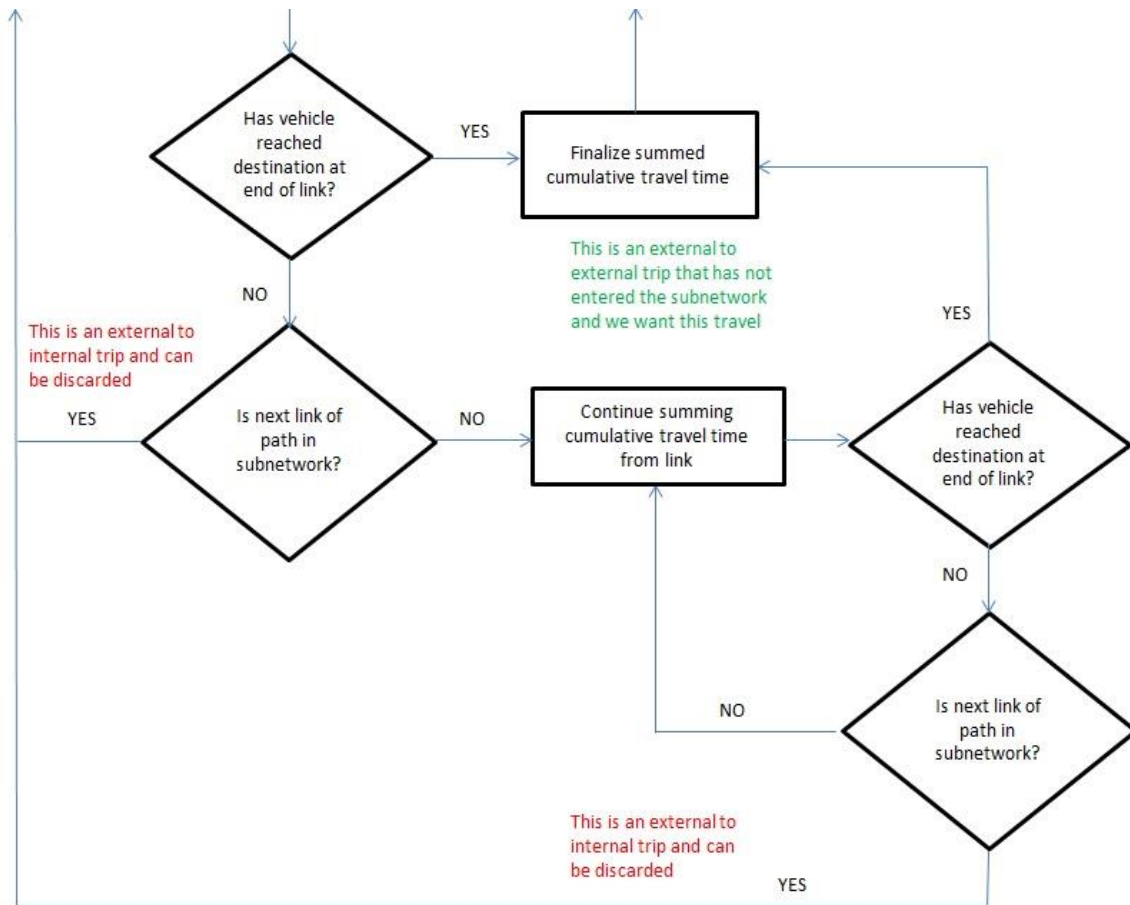 Has vehicle
reached
destination at
end of link?
YES
Finalize summed
cumulative travel time
This is an external to
external trip that has not
entered the subnetwork
and we want this travel
NO
YES
This is an external to
internal trip and can
be discarded
YES
Is next link of
path in
subnetwork?
NO
Continue summing
cumulative travel time
from link
Has vehicle
reached
destination at
end of link?
NO
NO
Is next link of
path in
subnetwork?
This is an external to
internal trip and can
be discarded
YES